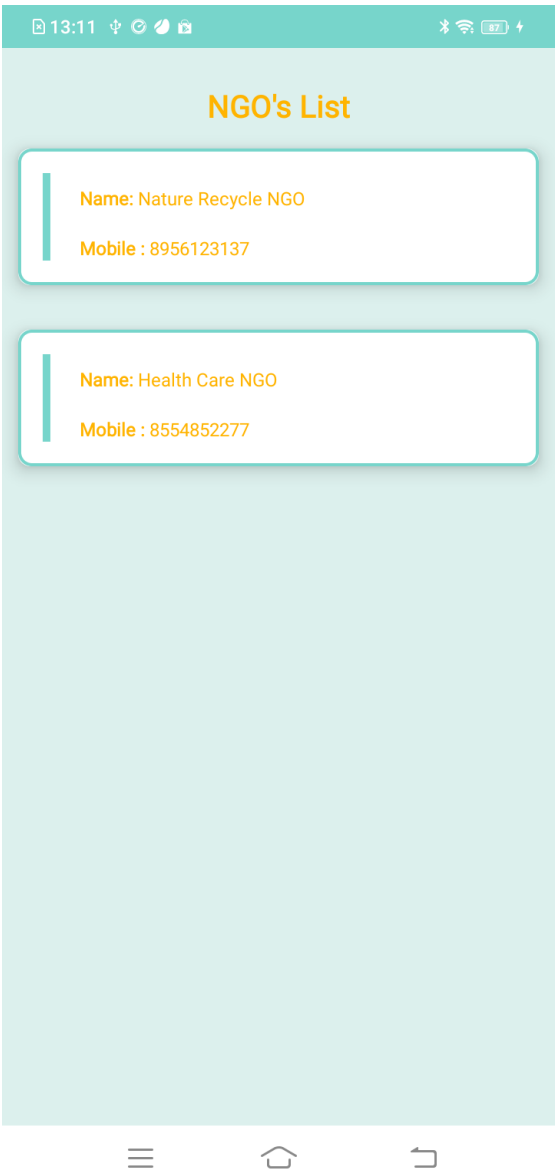 13:11
87
NGO's List
Name: Nature Recycle NGO
Mobile : 8956123137
Name: Health Care NGO
Mobile : 8554852277